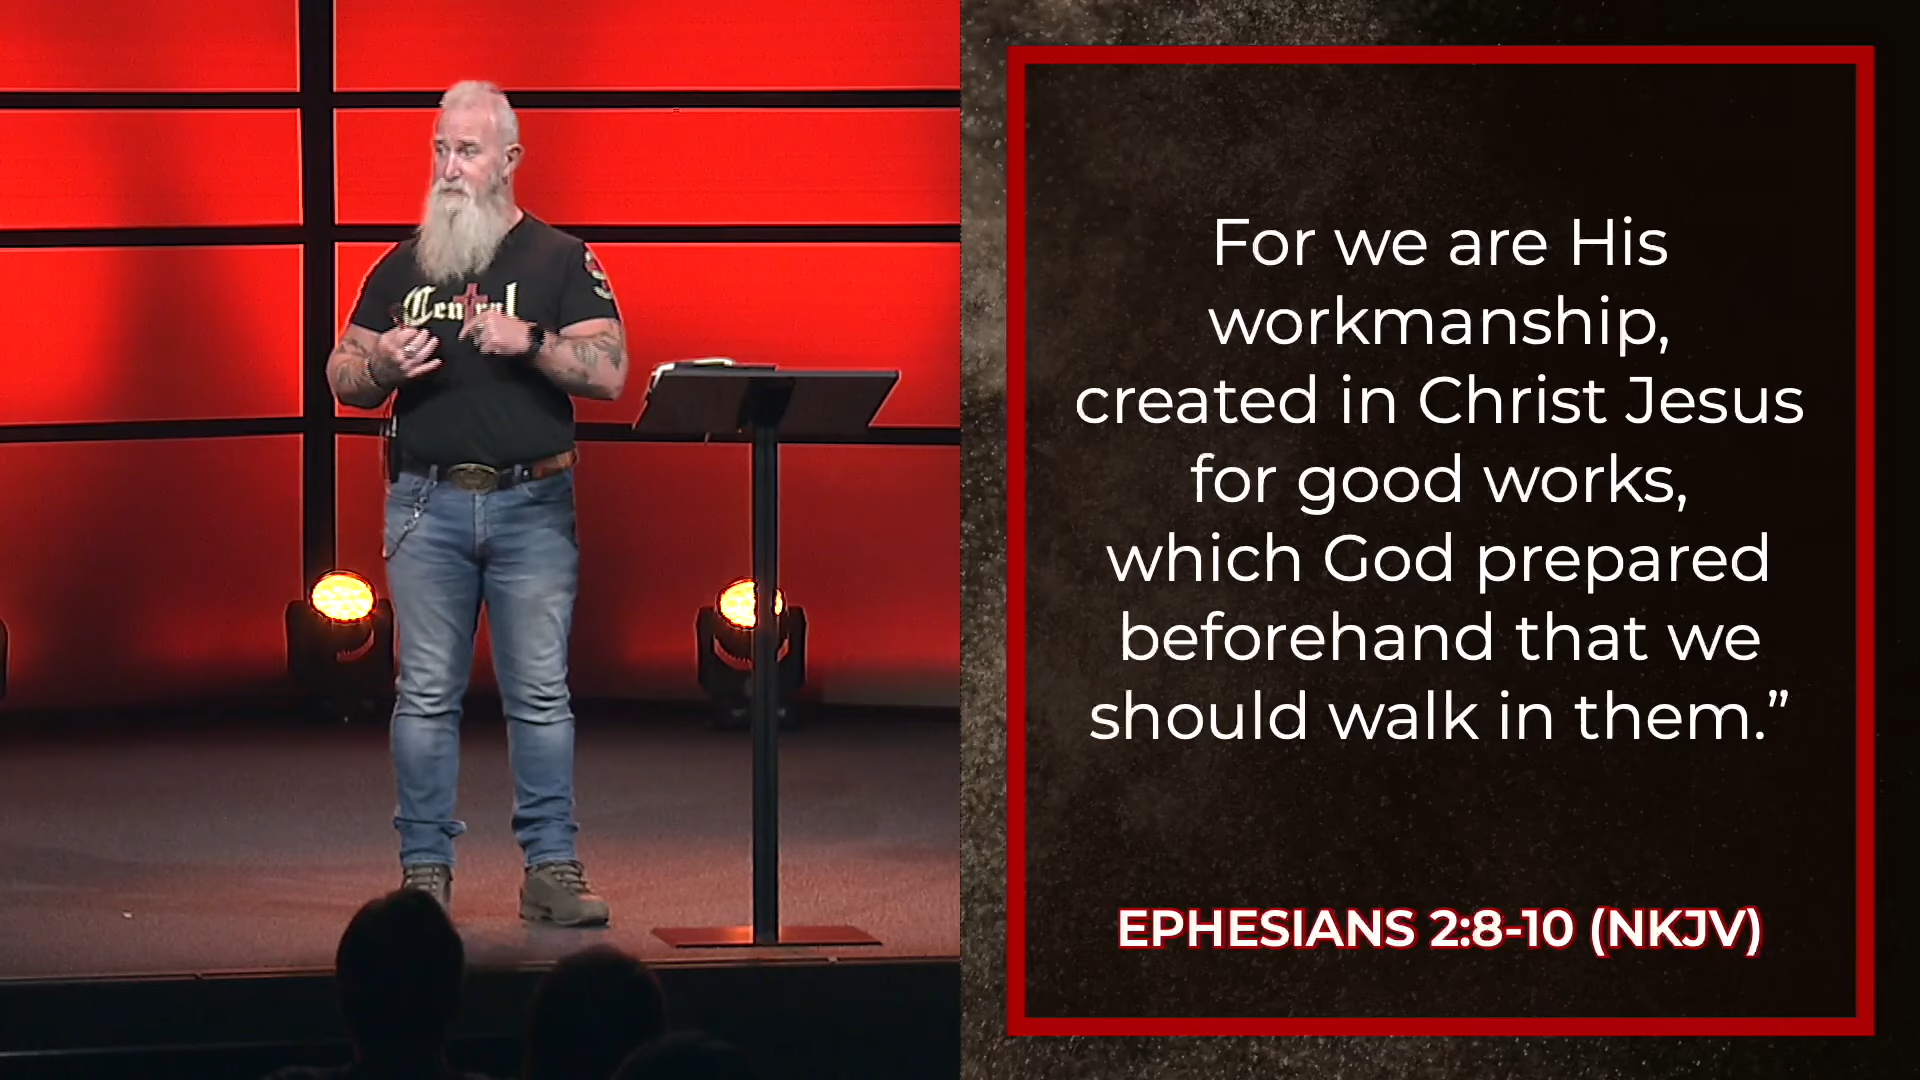 Central
For we are His
workmanship,
created in Christ Jesus
for good works,
which God prepared
beforehand that we
should walk in them.”
EPHESIANS 2:8-10 (NKJV)